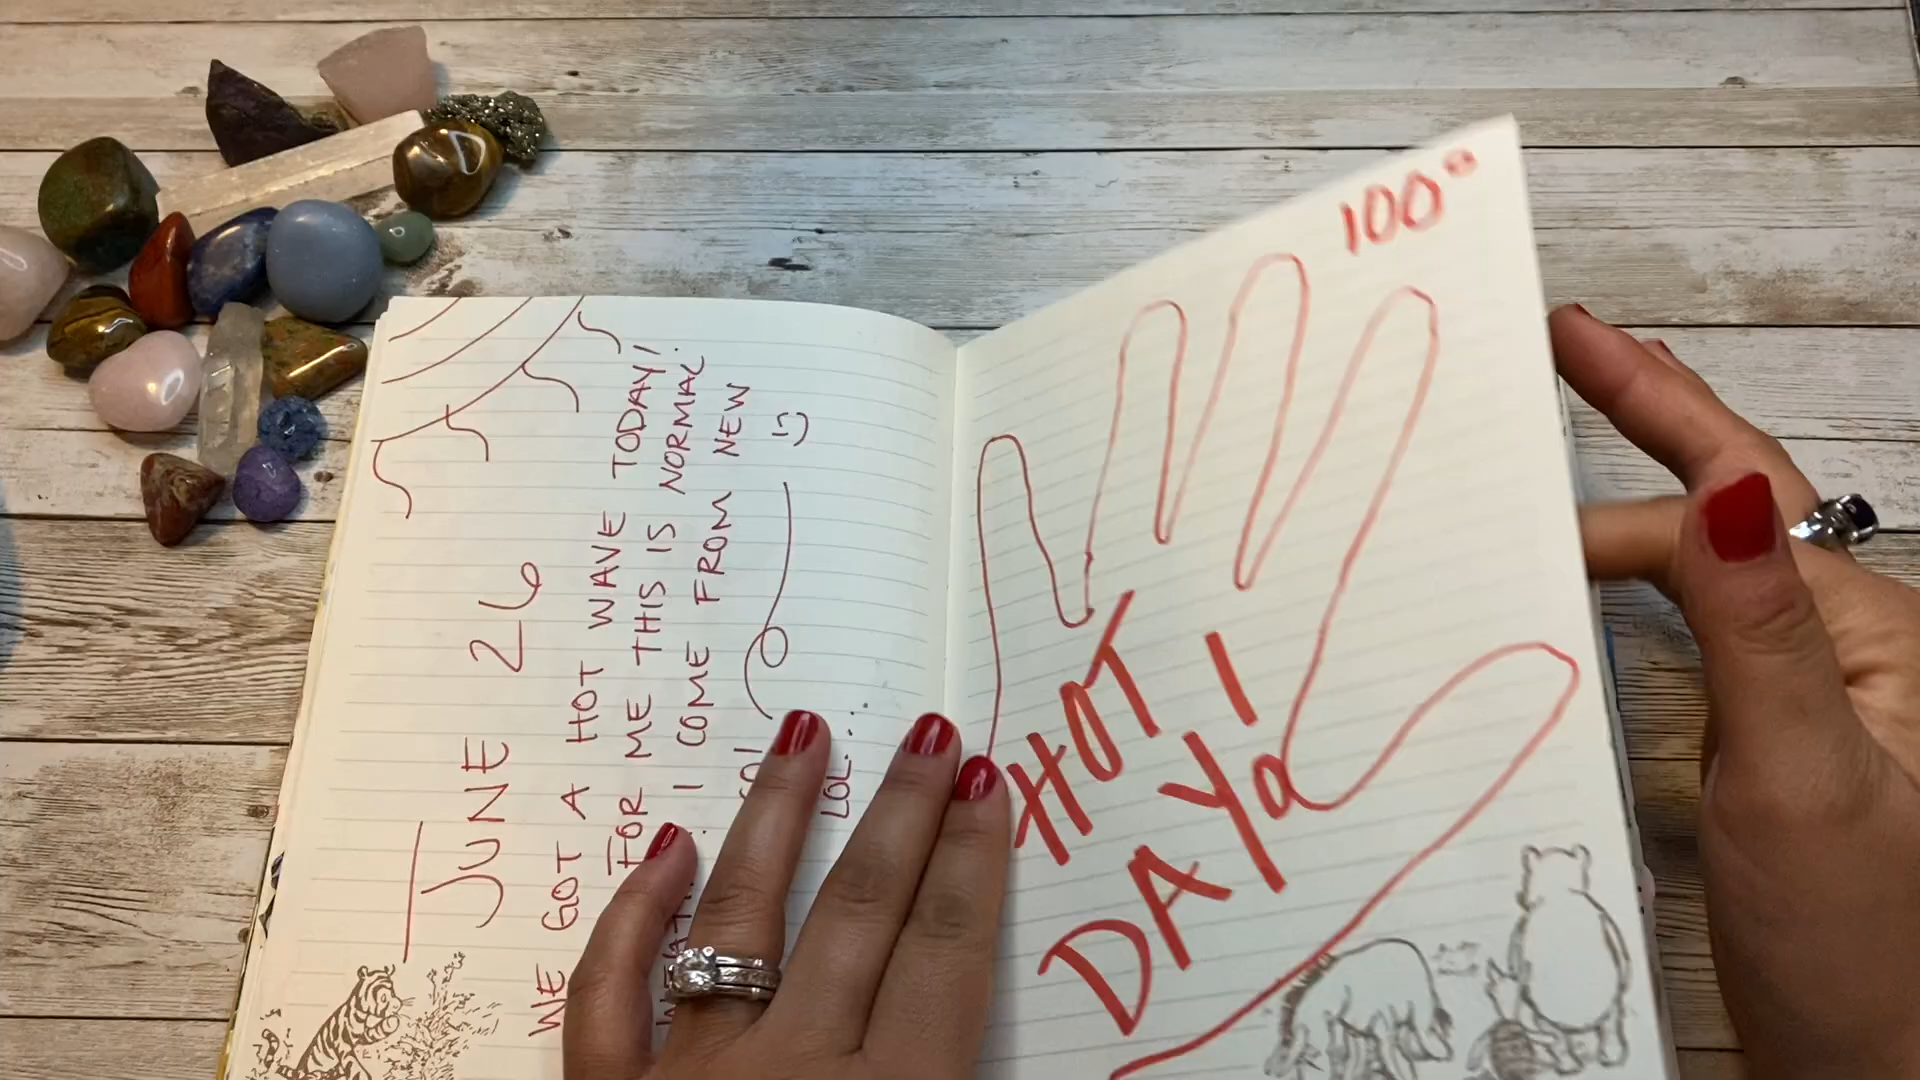 JUNE 26
WE GOT A HOT WAVE TODAY!
FOR ME THIS IS NORMAL
I COME FROM NEW
LOL...
100°
HOT
DAY!